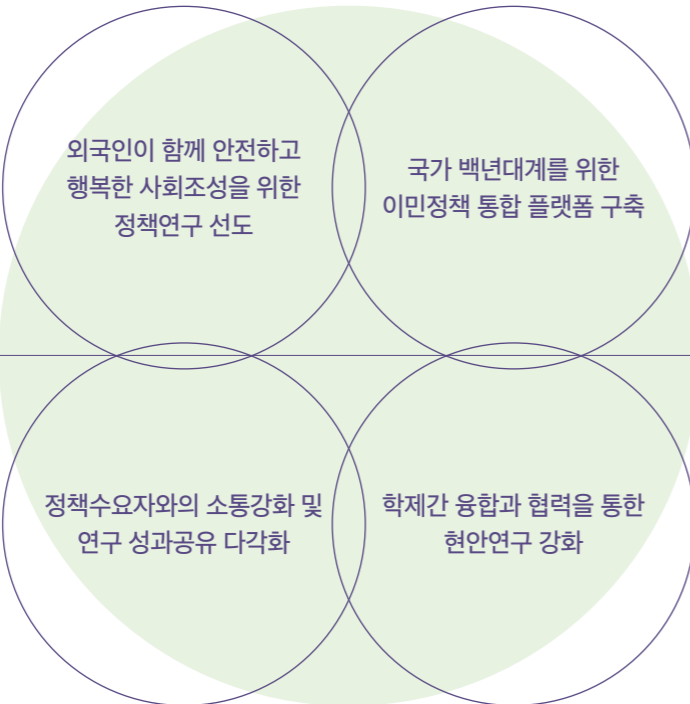 외국인이 함께 안전하고
행복한 사회조성을 위한
정책연구 선도
국가 백년대계를 위한
이민정책 통합 플랫폼 구축
정책수요자와의 소통강화 및
연구 성과공유 다각화
학제간 융합과 협력을 통한
현안연구 강화